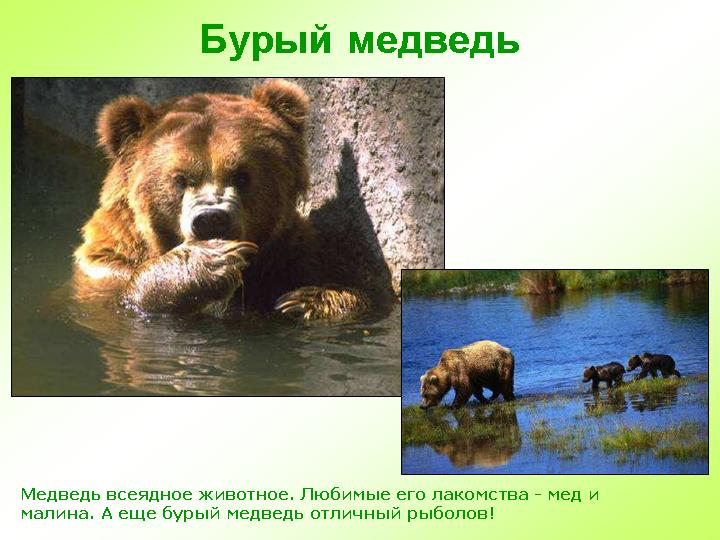 Бурый медведь
Медведь всеядное животное. Любимые его лакомства - мед и
малина. А еще бурый медведь отличный рыболов!